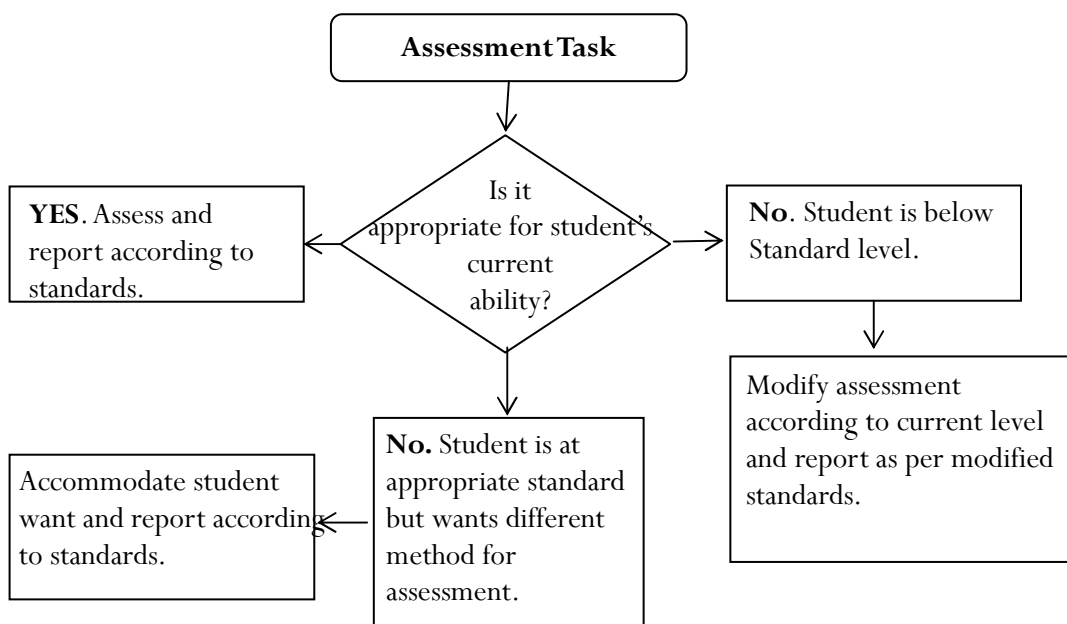 Assessment Task
Is it
appropriate for student's
current
ability?
YES. Assess and
report according to
standards.
No. Student is below
Standard level.
Modify assessment
according to current level
and report as per modified
standards.
No. Student is at
appropriate standard
but wants different
method for
assessment.
Accommodate student
want and report according
to standards.